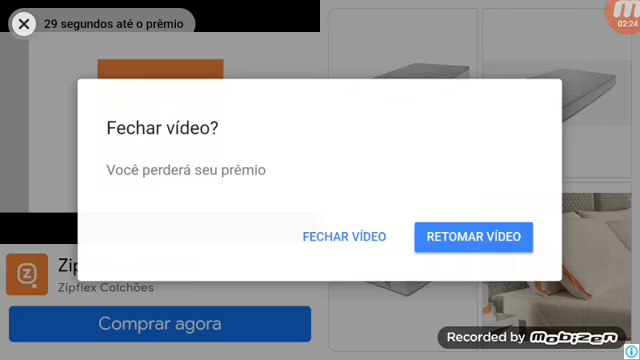 29 segundos até o prêmio
02:24
Fechar vídeo?
Você perderá seu prêmio
FECHAR VÍDEO
RETOMAR VÍDEO
Zipflex Colchões
Comprar agora
Recorded by Mobizen